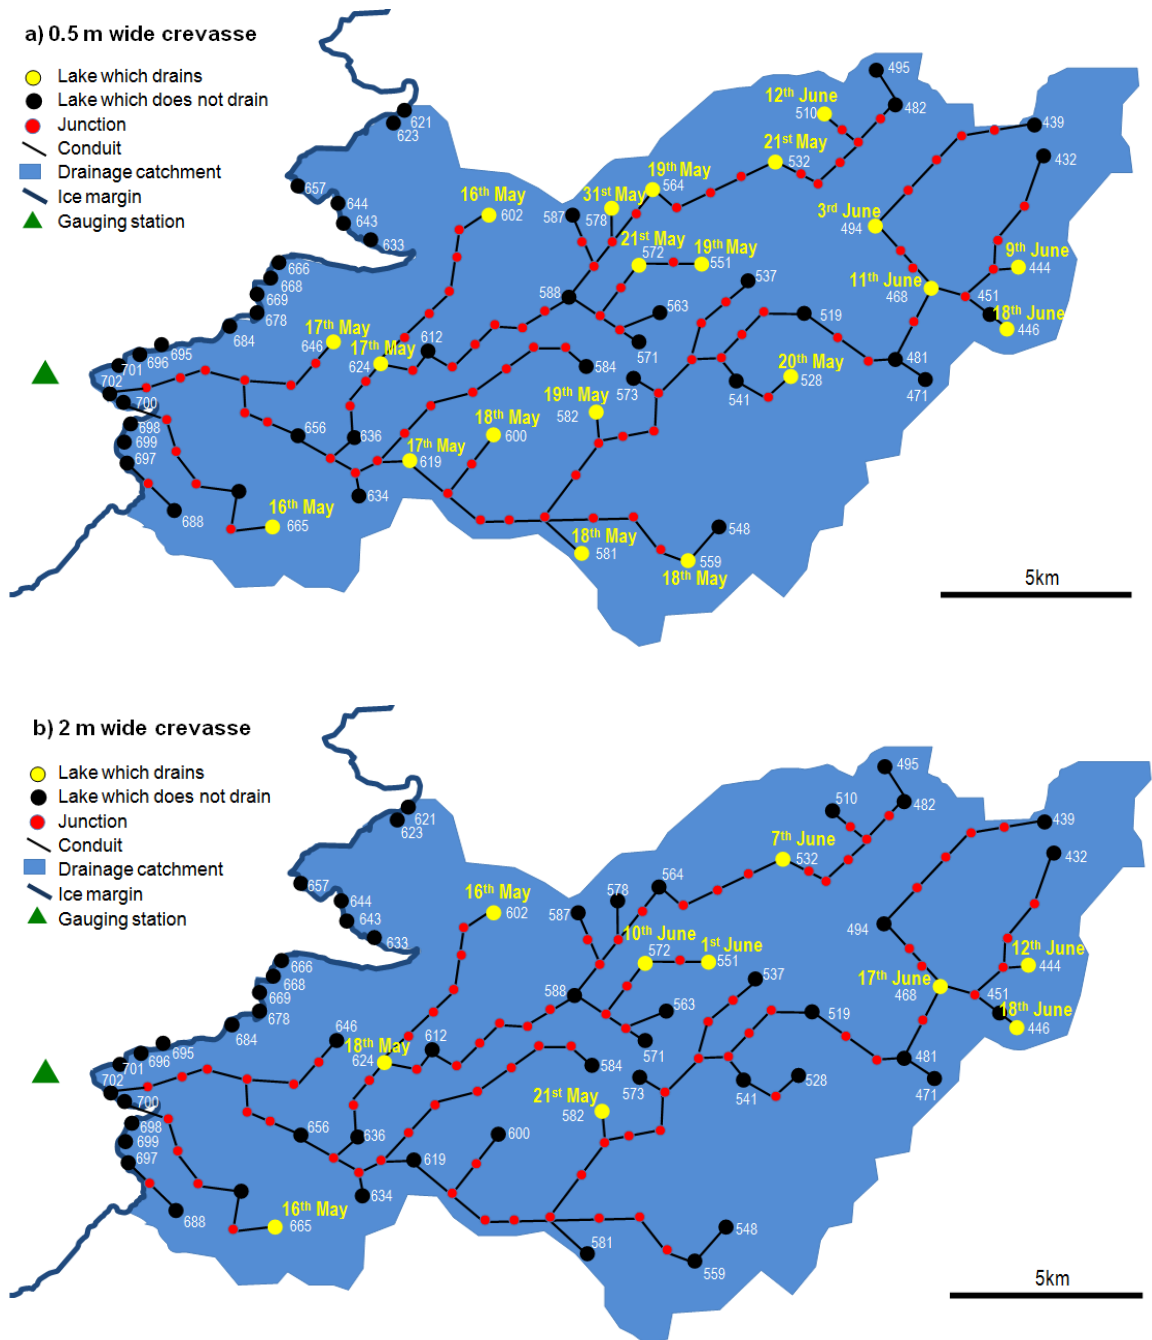 a) 0.5 m wide crevasse
Lake which drains
Lake which does not drain
Junction
Conduit
Drainage catchment
Ice margin
Gauging station
495
12th June
510
482
621
623
439
21st May
532
432
19th May
564
657
16th May
602
31st May
587
578
644
643
3rd June
494
633
21st May
572
19th May
551
9th June
444
666
668
537
11th June
468
669
588
451
563
519
18th June
446
678
684
17th May
646
17th May
624
612
571
695
696
701
702
584
481
20th May
528
573
541
471
700
19th May
582
18th May
600
698
699
656
636
17th May
619
697
634
16th May
665
688
18th May
581
548
559
18th May
5km
b) 2 m wide crevasse
Lake which drains
Lake which does not drain
Junction
Conduit
Drainage catchment
Ice margin
Gauging station
495
510
482
621
623
439
7th June
532
432
564
657
16th May
602
578
587
644
643
494
633
10th June
572
1st June
551
12th June
444
666
668
537
17th June
468
669
588
451
563
519
18th June
446
678
684
646
18th May
624
612
571
695
696
701
702
584
481
528
573
541
471
700
21st May
582
600
698
699
656
636
619
697
634
16th May
665
688
581
548
559
5km